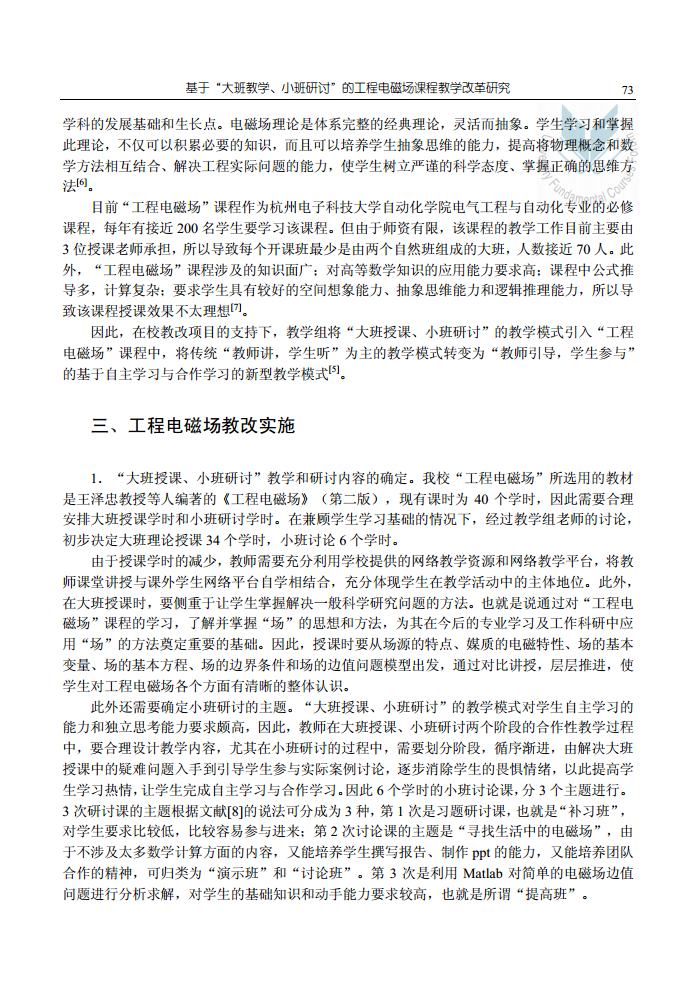 基于“大班教学、小班研讨”的工程电磁场课程教学改革研究 73
学科的发展基础和生长点。电磁场理论是体系完整的经典理论，灵活而抽象。学生学习和掌握
此理论，不仅可以积累必要的知识，而且可以培养学生抽象思维的能力，提高将物理概念和数
学方法相互结合、解决工程实际问题的能力，使学生树立严谨的科学态度、掌握正确的思维方
法[6]。
目前“工程电磁场”课程作为杭州电子科技大学自动化学院电气工程与自动化专业的必修
课程，每年有接近 200 名学生要学习该课程。但由于师资有限，该课程的教学工作目前主要由
3 位授课老师承担，所以导致每个开课班最少是由两个自然班组成的大班，人数接近 70 人。此
外，“工程电磁场”课程涉及的知识面广；对高等数学知识的应用能力要求高；课程中公式推
导多，计算复杂；要求学生具有较好的空间想象能力、抽象思维能力和逻辑推理能力，所以导
致该课程授课效果不太理想[7]。
因此，在校教改项目的支持下，教学组将“大班授课、小班研讨”的教学模式引入“工程
电磁场”课程中，将传统“教师讲，学生听”为主的教学模式转变为“教师引导，学生参与”
的基于自主学习与合作学习的新型教学模式[5]。
三、工程电磁场教改实施
1．“大班授课、小班研讨”教学和研讨内容的确定。我校“工程电磁场”所选用的教材
是王泽忠教授等人编著的《工程电磁场》（第二版），现有课时为 40 个学时，因此需要合理
安排大班授课学时和小班研讨学时。在兼顾学生学习基础的情况下，经过教学组老师的讨论，
初步决定大班理论授课 34 个学时，小班讨论 6 个学时。
由于授课学时的减少，教师需要充分利用学校提供的网络教学资源和网络教学平台，将教
师课堂讲授与课外学生网络平台自学相结合，充分体现学生在教学活动中的主体地位。此外，
在大班授课时，要侧重于让学生掌握解决一般科学研究问题的方法。也就是说通过对“工程电
磁场”课程的学习，了解并掌握“场”的思想和方法，为其在今后的专业学习及工作科研中应
用“场”的方法奠定重要的基础。因此，授课时要从场源的特点、媒质的电磁特性、场的基本
变量、场的基本方程、场的边界条件和场的边值问题模型出发，通过对比讲授，层层推进，使
学生对工程电磁场各个方面有清晰的整体认识。
此外还需要确定小班研讨的主题。“大班授课、小班研讨”的教学模式对学生自主学习的
能力和独立思考能力要求颇高，因此，教师在大班授课、小班研讨两个阶段的合作性教学过程
中，要合理设计教学内容，尤其在小班研讨的过程中，需要划分阶段，循序渐进，由解决大班
授课中的疑难问题入手到引导学生参与实际案例讨论，逐步消除学生的畏惧情绪，以此提高学
生学习热情，让学生完成自主学习与合作学习。因此 6 个学时的小班讨论课，分 3 个主题进行。
3 次研讨课的主题根据文献[8]的说法可分成为 3 种，第 1 次是习题研讨课，也就是“补习班”，
对学生要求比较低，比较容易参与进来；第 2 次讨论课的主题是“寻找生活中的电磁场”，由
于不涉及太多数学计算方面的内容，又能培养学生撰写报告、制作 ppt 的能力，又能培养团队
合作的精神，可归类为“演示班”和“讨论班”。第 3 次是利用 Matlab 对简单的电磁场边值
问题进行分析求解，对学生的基础知识和动手能力要求较高，也就是所谓“提高班”。